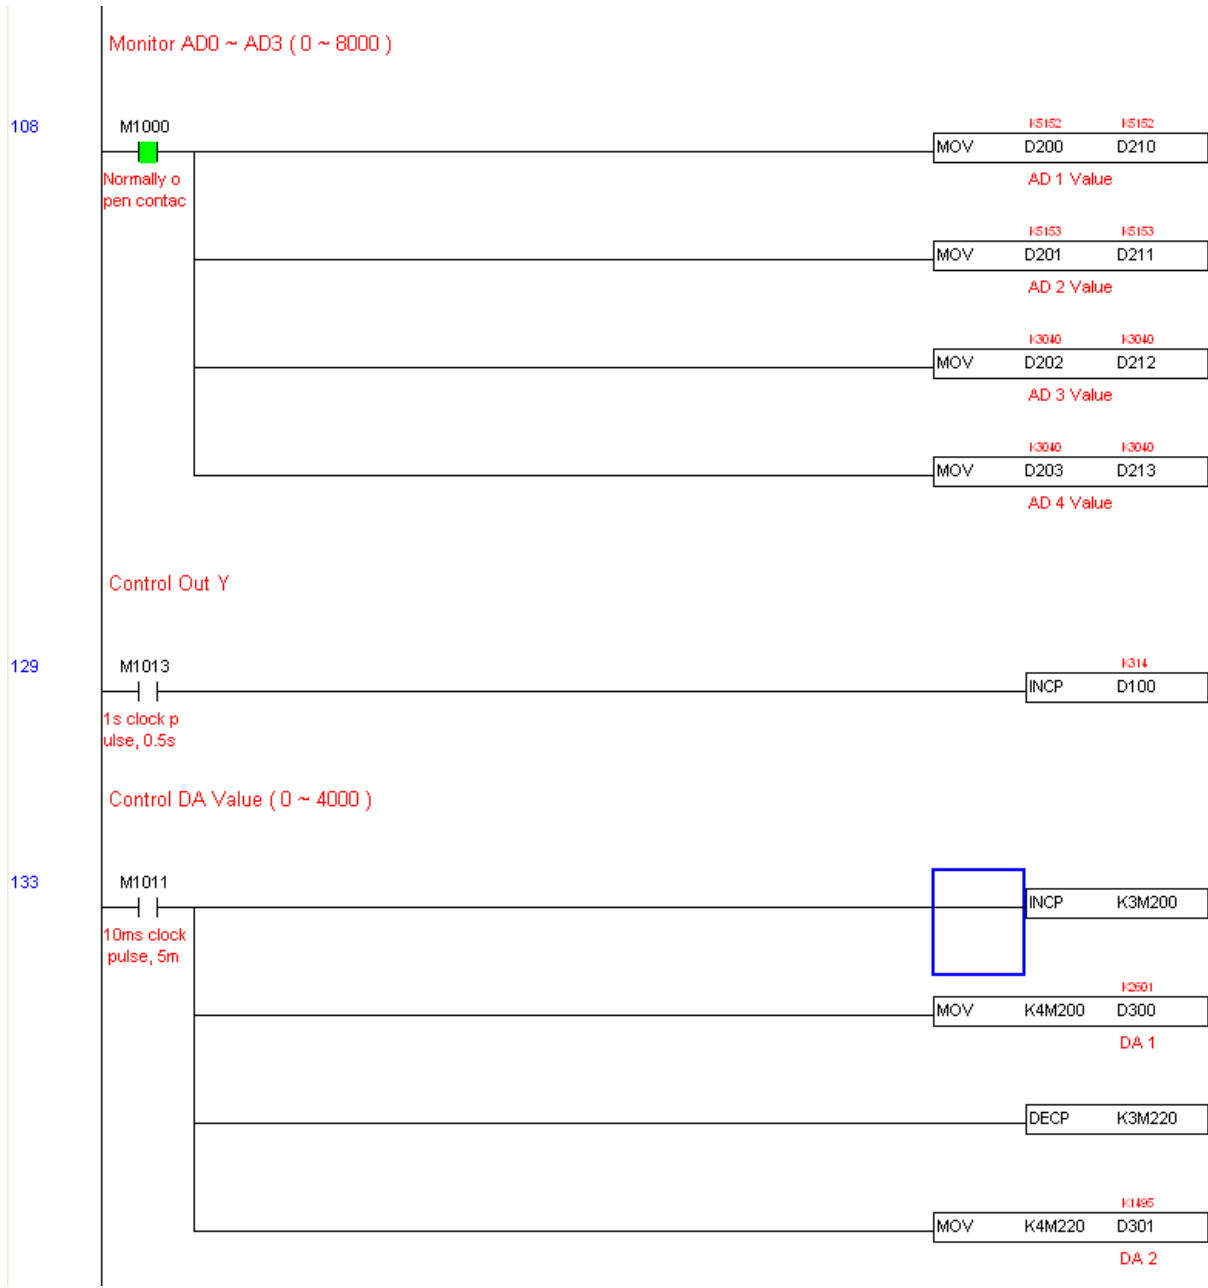 Monitor AD0 ~ AD3 ( 0 ~ 8000 )
K5152 K5152
108 M1000 MOV D200 D210
Normally o
pen contac
AD 1 Value
K5153 K5153
MOV D201 D211
AD 2 Value
K3040 K3040
MOV D202 D212
AD 3 Value
K3040 K3040
MOV D203 D213
AD 4 Value
Control Out Y
K314
129 M1013 INCP D100
1s clock p
ulse, 0.5s
Control DA Value ( 0 ~ 4000 )
133 M1011 INCP K3M200
10ms clock
pulse, 5m
K2601
MOV K4M200 D300
DA 1
DECP K3M220
K1495
MOV K4M220 D301
DA 2